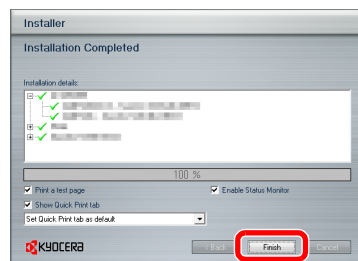 Installer
Installation Completed
Installation details:
100 %
Print a test page
Enable Status Monitor
Show Quick Print tab
Set Quick Print tab as default
KYOCERA
< Back
Finish
Cancel